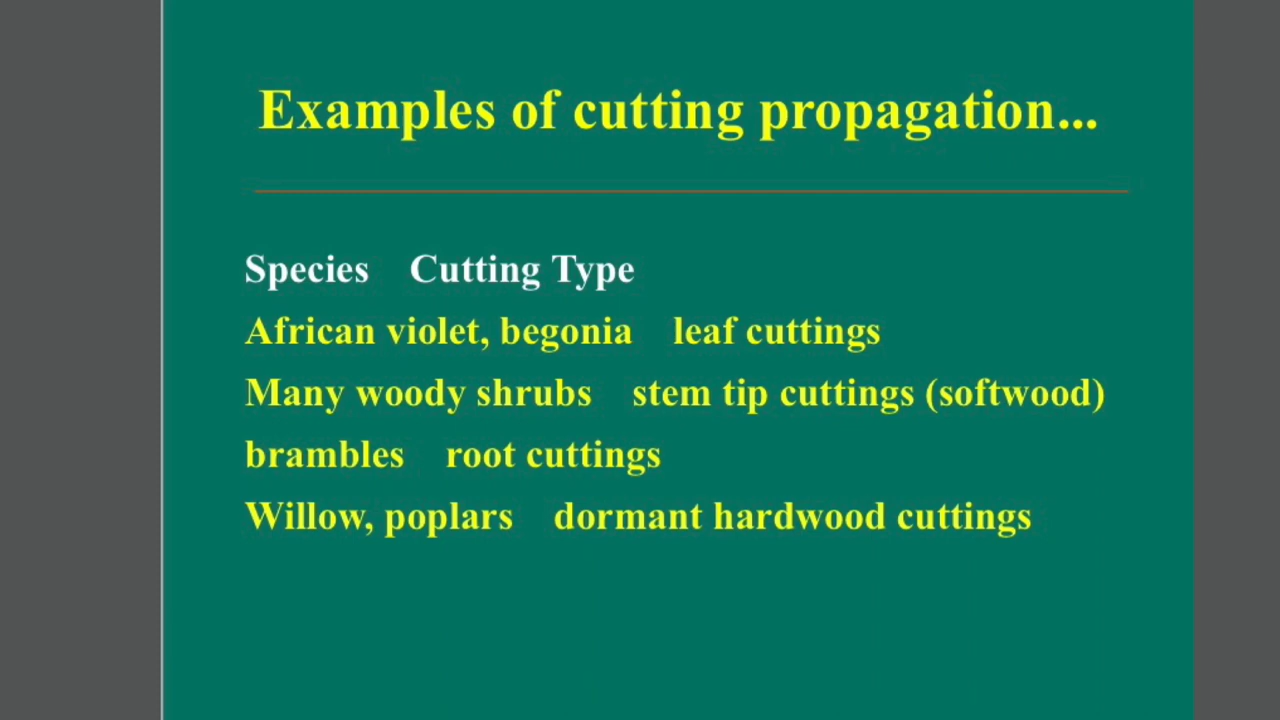 Examples of cutting propagation...
Species Cutting Type
African violet, begonia leaf cuttings
Many woody shrubs stem tip cuttings (softwood)
brambles root cuttings
Willow, poplars dormant hardwood cuttings